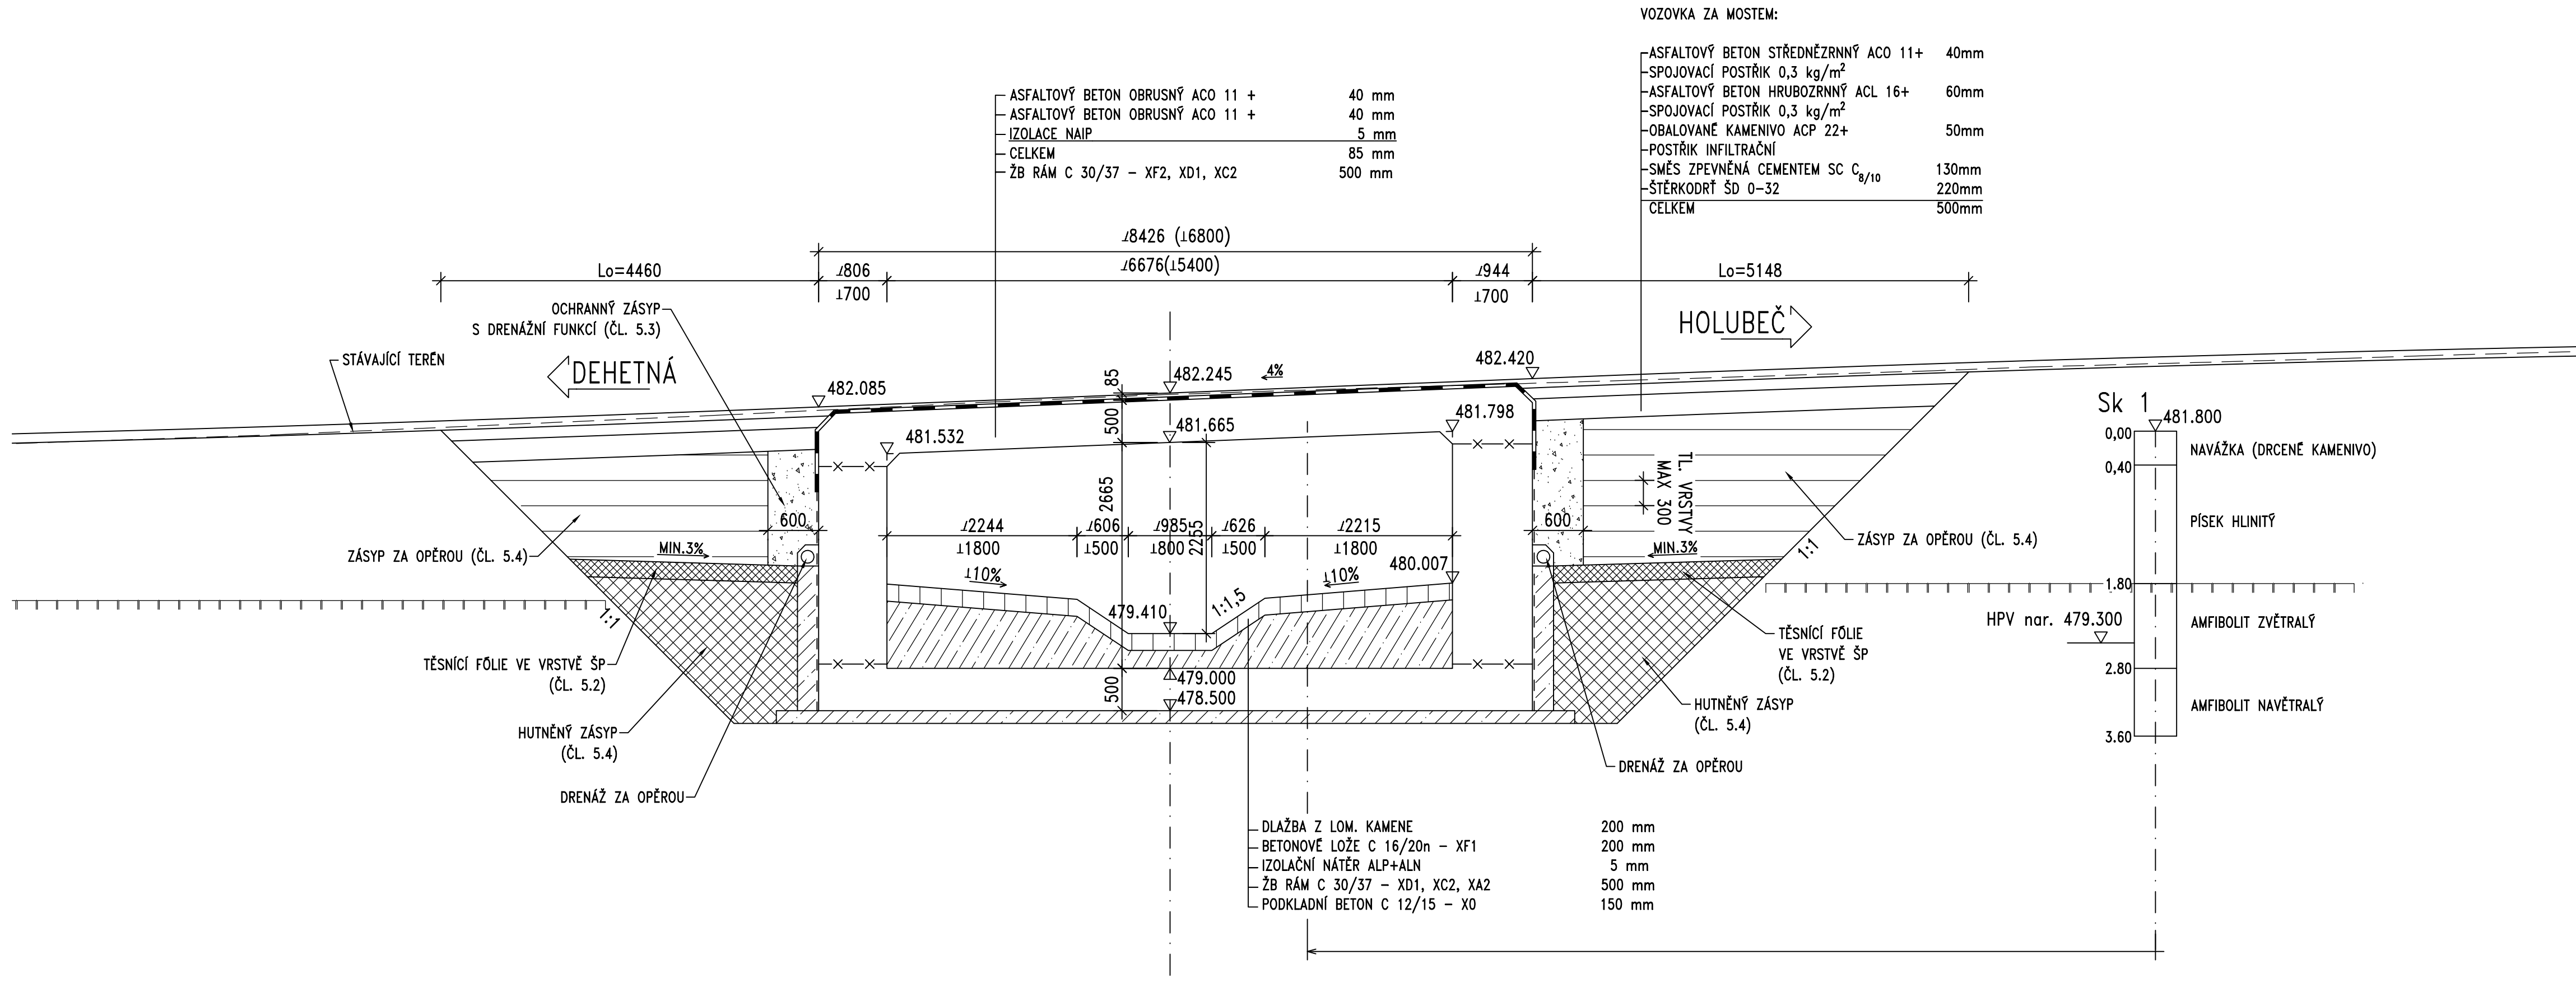 VOZOVKA ZA MOSTEM:
ASFALTOVÝ BETON STŘEDNĚZRNNÝ ACO 11+ 40mm
SPOJOVACÍ POSTŘIK 0,3 kg/m²
ASFALTOVÝ BETON HRUBOZRNNÝ ACL 16+ 60mm
SPOJOVACÍ POSTŘIK 0,3 kg/m²
OBALOVANÉ KAMENIVO ACP 22+ 50mm
POSTŘIK INFILTRAČNÍ
SMĚS ZPEVNĚNÁ CEMENTEM SC C8/10 130mm
ŠTĚRKODRŤ ŠD 0-32 220mm
CELKEM 500mm
ASFALTOVÝ BETON OBRUSNÝ ACO 11 + 40 mm
ASFALTOVÝ BETON OBRUSNÝ ACO 11 + 40 mm
IZOLACE NAIP 5 mm
CELKEM 85 mm
ŽB RÁM C 30/37 - XF2, XD1, XC2 500 mm
8426 (⊥6800)
Lo=4460
806
6676(⊥5400)
944
Lo=5148
⊥700
⊥700
OCHRANNÝ ZÁSYP
S DRENÁŽNÍ FUNKCÍ (ČL. 5.3)
STÁVAJÍCÍ TERÉN
DEHETNÁ
HOLUBEČ
482.085
85
482.245
4%
482.420
500
481.532
481.665
481.798
Sk 1
481.800
0,00
NAVÁŽKA (DRCENÉ KAMENIVO)
0,40
PÍSEK HLINITÝ
1.80
HPV nar. 479.300
AMFIBOLIT ZVĚTRALÝ
2.80
AMFIBOLIT NAVĚTRALÝ
3.60
TL. VRSTVY
MAX 300
2665
2255
600
2244
606
985
626
2215
600
⊥1800
⊥500
⊥800
⊥500
⊥1800
ZÁSYP ZA OPĚROU (ČL. 5.4)
MIN.3%
MIN.3%
ZÁSYP ZA OPĚROU (ČL. 5.4)
1:1
⊥10%
⊥10%
480.007
479.410
1:1,5
1:1
TĚSNÍCÍ FÓLIE VE VRSTVĚ ŠP
(ČL. 5.2)
TĚSNÍCÍ FÓLIE
VE VRSTVĚ ŠP
(ČL. 5.2)
500
479.000
478.500
HUTNĚNÝ ZÁSYP
(ČL. 5.4)
HUTNĚNÝ ZÁSYP
(ČL. 5.4)
DRENÁŽ ZA OPĚROU
DRENÁŽ ZA OPĚROU
DLAŽBA Z LOM. KAMENE 200 mm
BETONOVÉ LOŽE C 16/20n - XF1 200 mm
IZOLAČNÍ NÁTĚR ALP+ALN 5 mm
ŽB RÁM C 30/37 - XD1, XC2, XA2 500 mm
PODKLADNÍ BETON C 12/15 - X0 150 mm